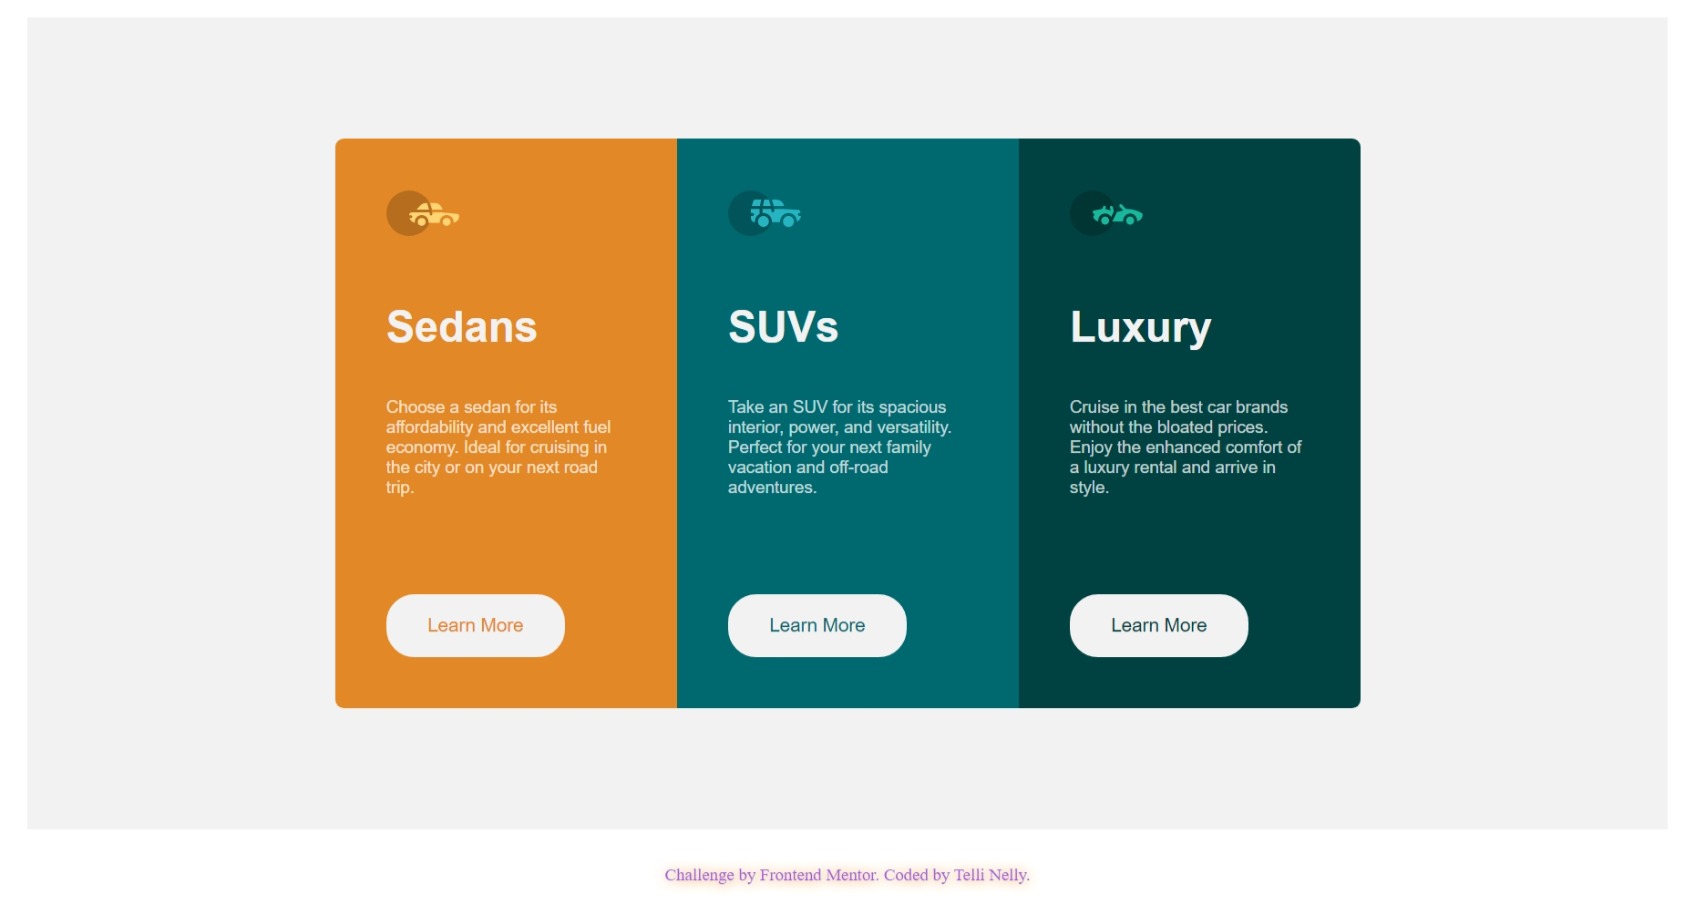 Sedans
Choose a sedan for its
affordability and excellent fuel
economy. Ideal for cruising in
the city or on your next road
trip.
Learn More
SUVs
Take an SUV for its spacious
interior, power, and versatility.
Perfect for your next family
vacation and off-road
adventures.
Learn More
Luxury
Cruise in the best car brands
without the bloated prices.
Enjoy the enhanced comfort of
a luxury rental and arrive in
style.
Learn More
Challenge by Frontend Mentor. Coded by Telli Nelly.